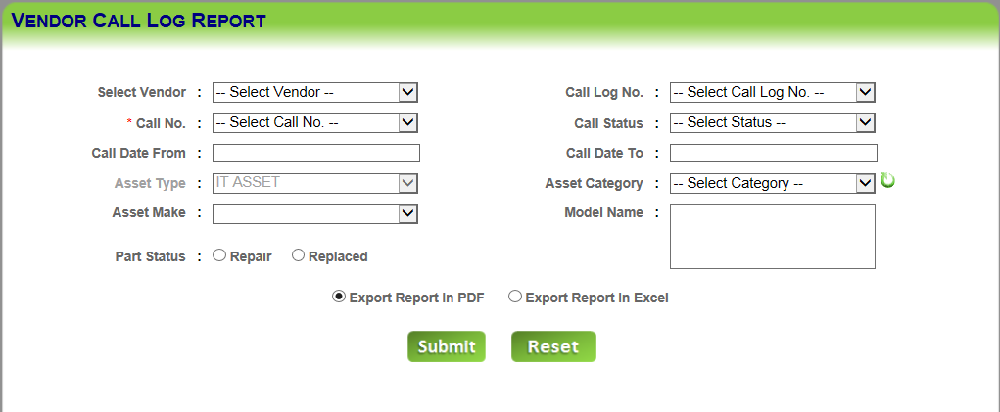 VENDOR CALL LOG REPORT
Select Vendor : -- Select Vendor -- Call Log No. : -- Select Call Log No. --
* Call No. : -- Select Call No. -- Call Status : -- Select Status --
Call Date From : Call Date To :
Asset Type : IT ASSET Asset Category : -- Select Category --
Asset Make : Model Name :
Part Status : Repair Replaced
Export Report In PDF Export Report In Excel
Submit Reset